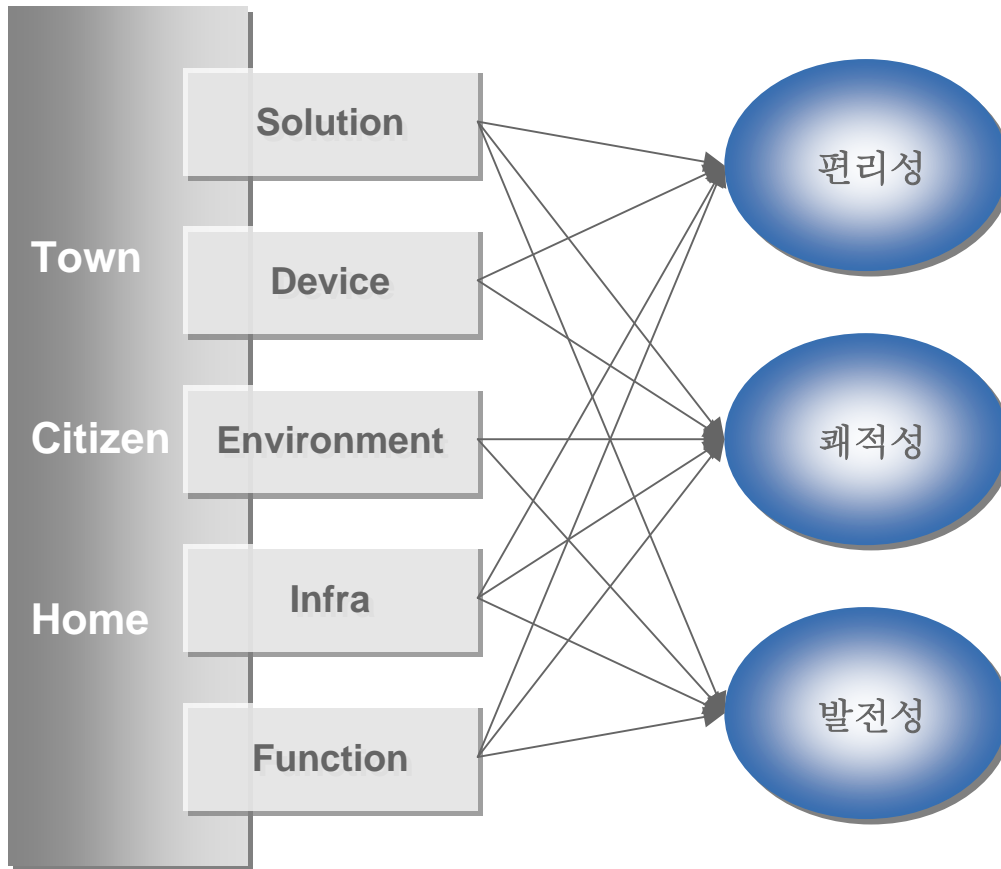 Town
Citizen
Home
Solution
Device
Environment
Infra
Function
편리성
쾌적성
발전성